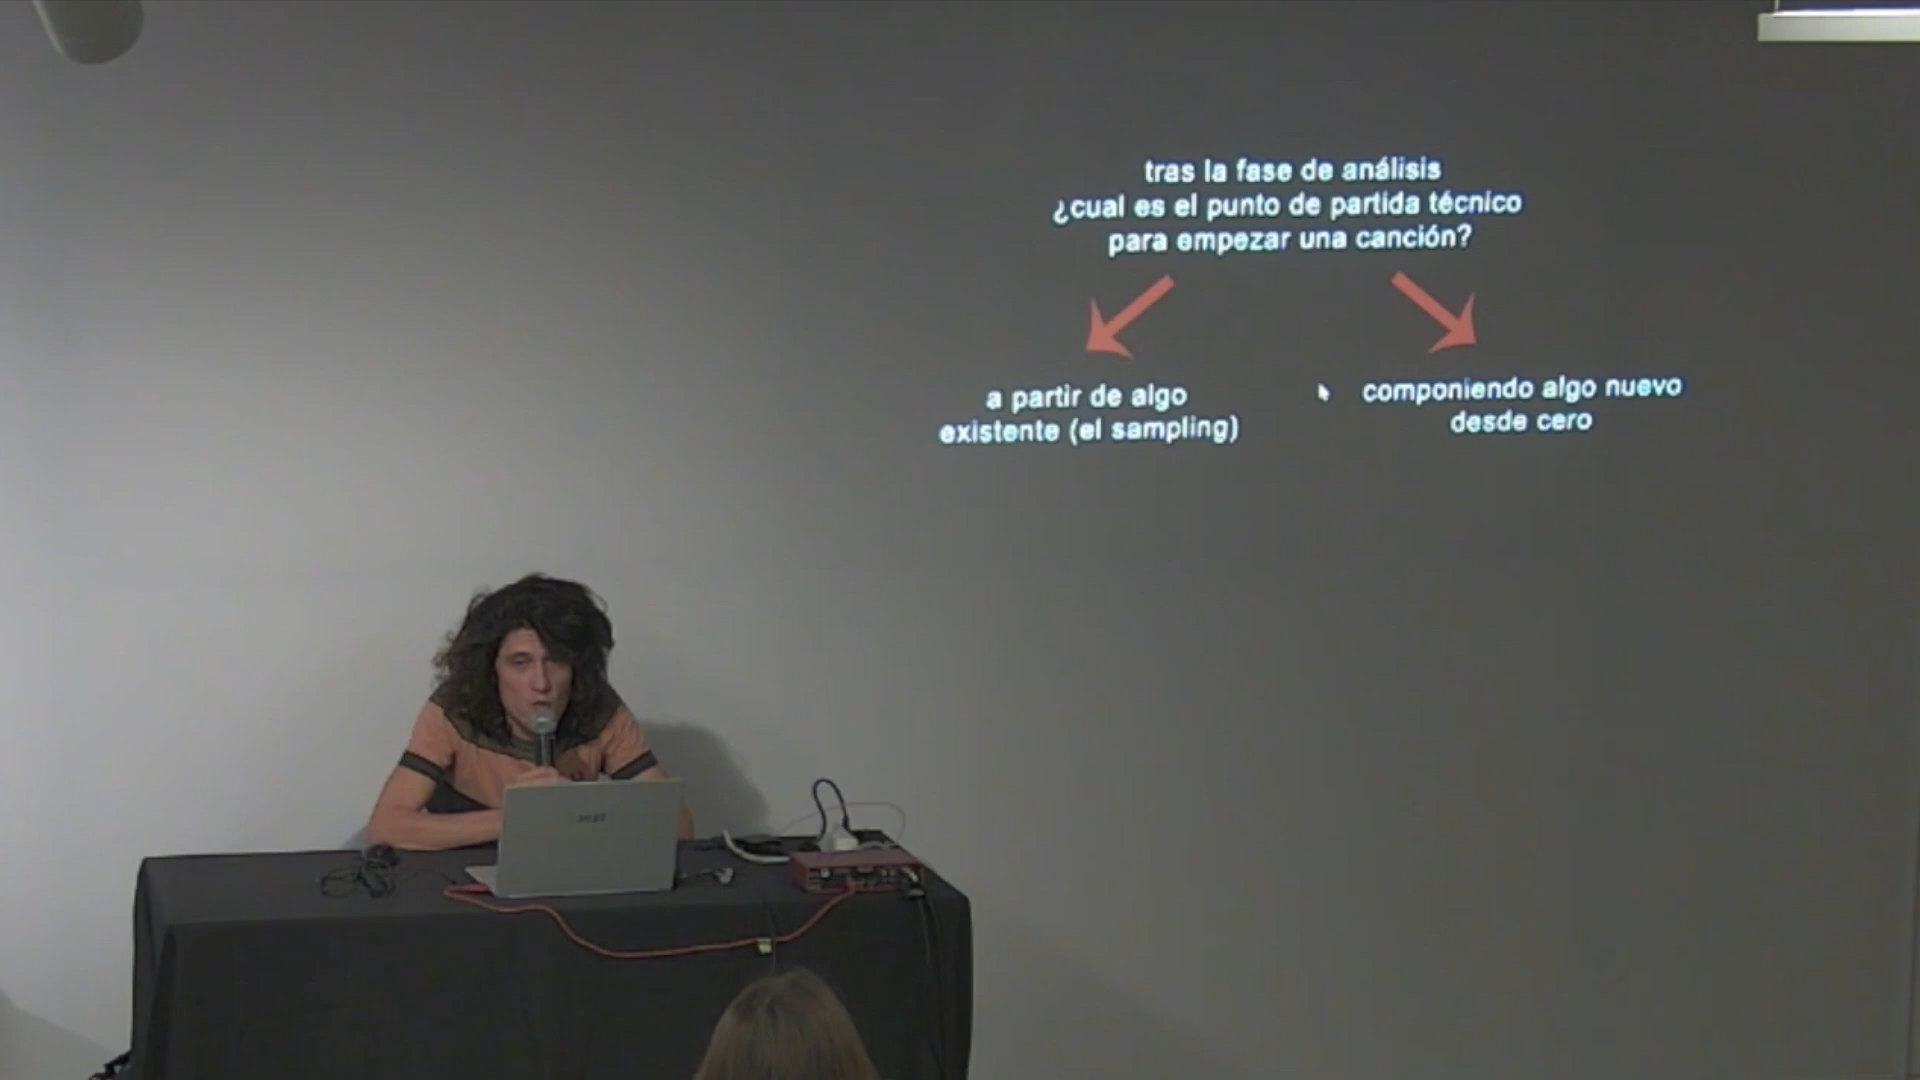 tras la fase de análisis
¿cual es el punto de partida técnico
para empezar una canción?
a partir de algo
existente (el sampling)
componiendo algo nuevo
desde cero